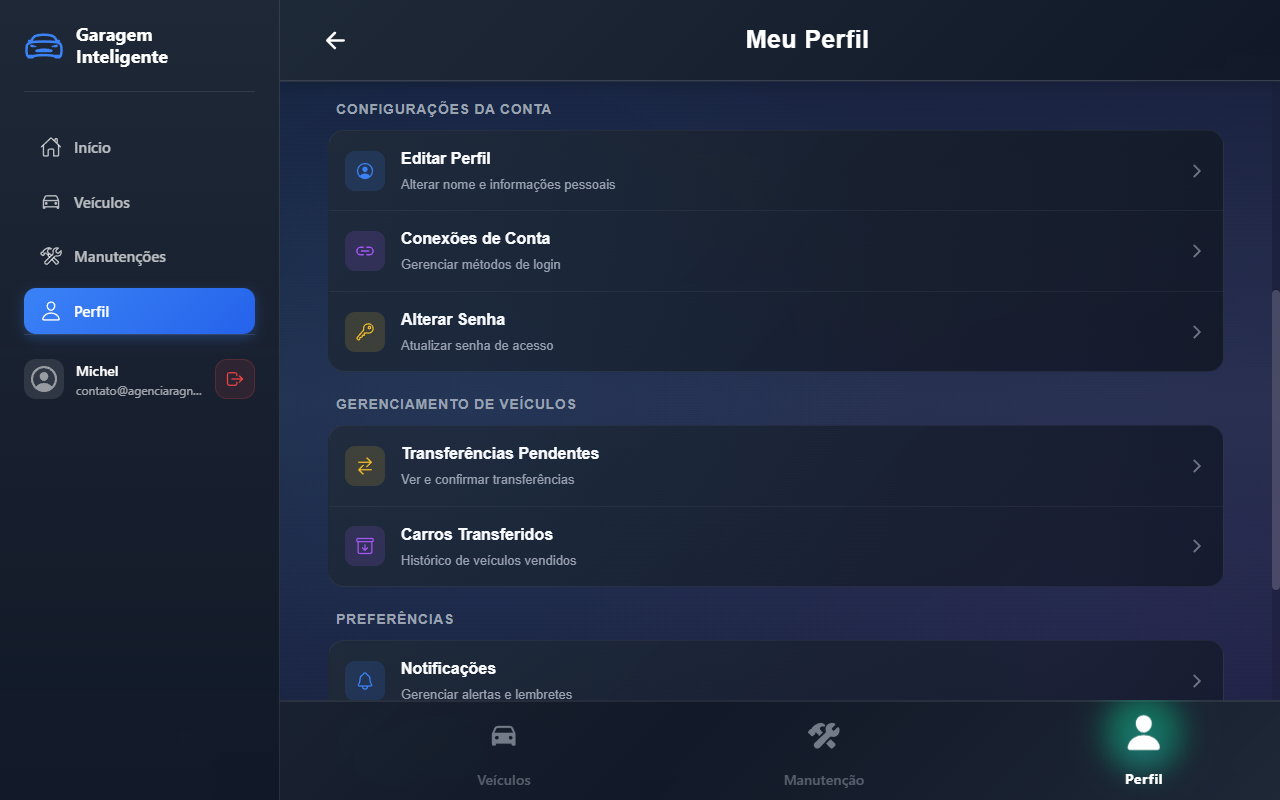 Garagem
Inteligente
Início
Veículos
Manutenções
Perfil
Michel
contato@agenciaragn...
Meu Perfil
CONFIGURAÇÕES DA CONTA
Editar Perfil
Alterar nome e informações pessoais
Conexões de Conta
Gerenciar métodos de login
Alterar Senha
Atualizar senha de acesso
GERENCIAMENTO DE VEÍCULOS
Transferências Pendentes
Ver e confirmar transferências
Carros Transferidos
Histórico de veículos vendidos
PREFERÊNCIAS
Notificações
Gerenciar alertas e lembretes
Veículos
Manutenção
Perfil